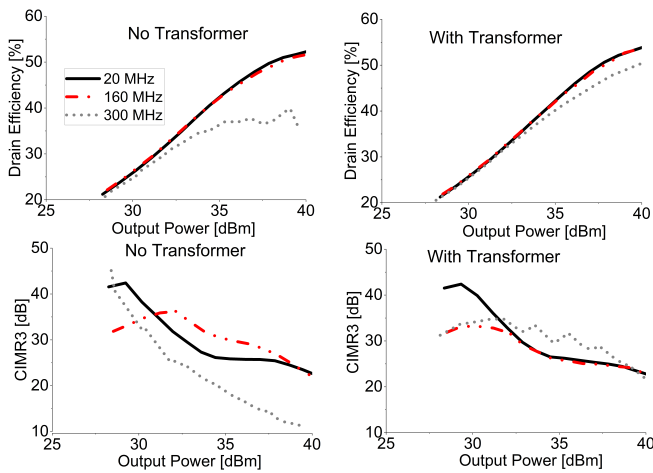 No Transformer
Drain Efficiency [%]
60
50
40
30
20
20 MHz
160 MHz
300 MHz
25
30
35
40
Output Power [dBm]
With Transformer
Drain Efficiency [%]
60
50
40
30
20
25
30
35
40
Output Power [dBm]
No Transformer
CIMR3 [dB]
50
40
30
20
10
25
30
35
40
Output Power [dBm]
With Transformer
CIMR3 [dB]
50
40
30
20
10
25
30
35
40
Output Power [dBm]